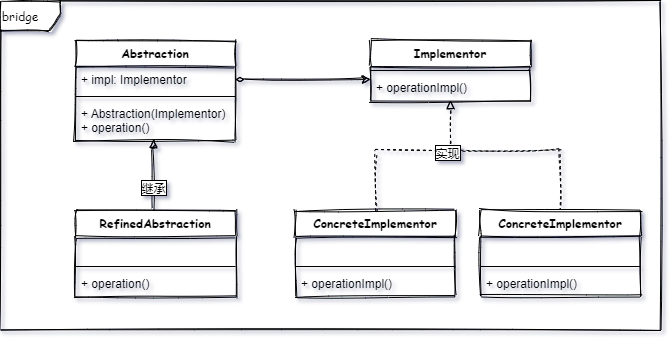 bridge
Abstraction
+ impl: Implementor
+ Abstraction(Implementor)
+ operation()
Implementor
+ operationImpl()
实现
继承
RefinedAbstraction
+ operation()
ConcreteImplementor
+ operationImpl()
ConcreteImplementor
+ operationImpl()